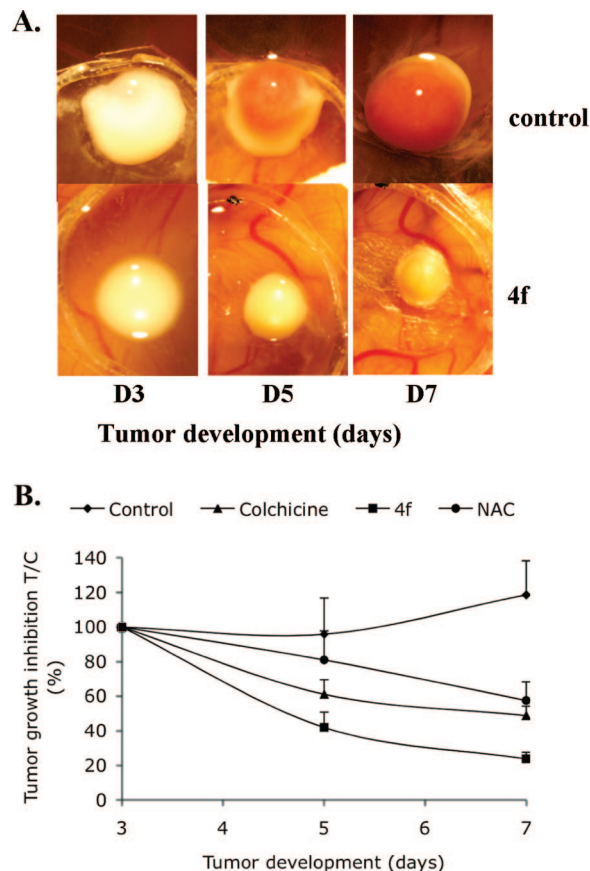 A.
control
4f
D3 D5 D7
Tumor development (days)
B.
Control Colchicine 4f NAC
Tumor growth inhibition T/C
(%)
140
120
100
80
60
40
20
0
3 4 5 6 7
Tumor development (days)